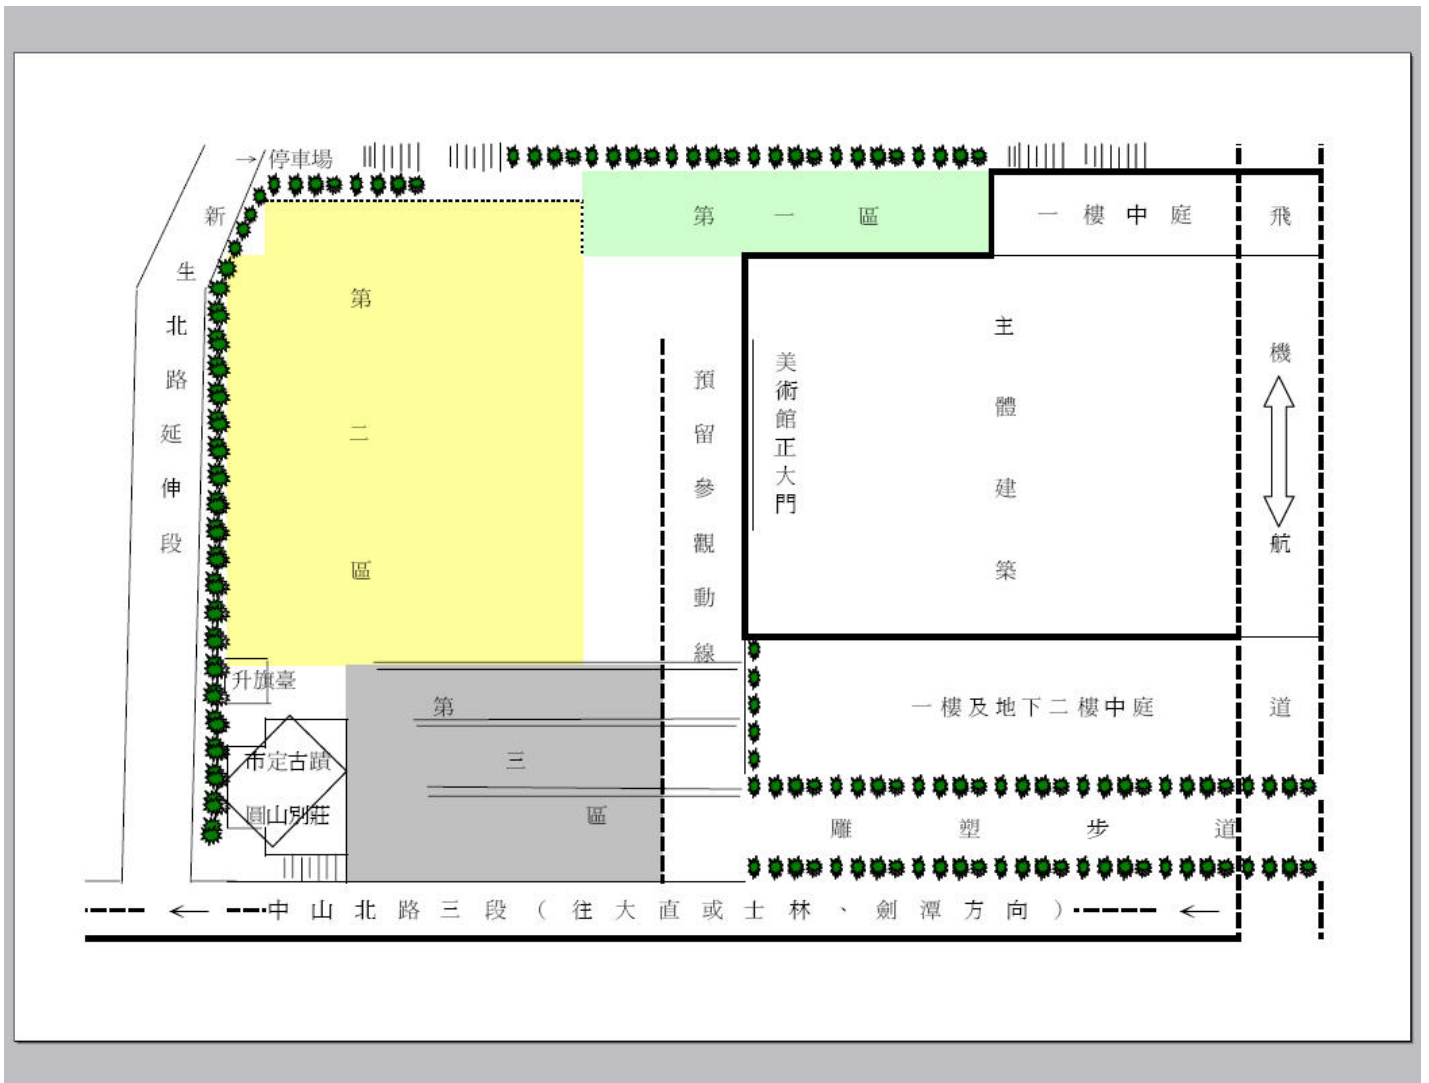 →停車場
第一區
一樓中庭
飛機航道
新生北路延伸段
第二區
預留參觀動線
美術館正大門
主體建築
升旗臺
第三區
一樓及地下二樓中庭
市定古蹟
圓山別莊
雕塑步道
中山北路三段(往大直或士林、劍潭方向)